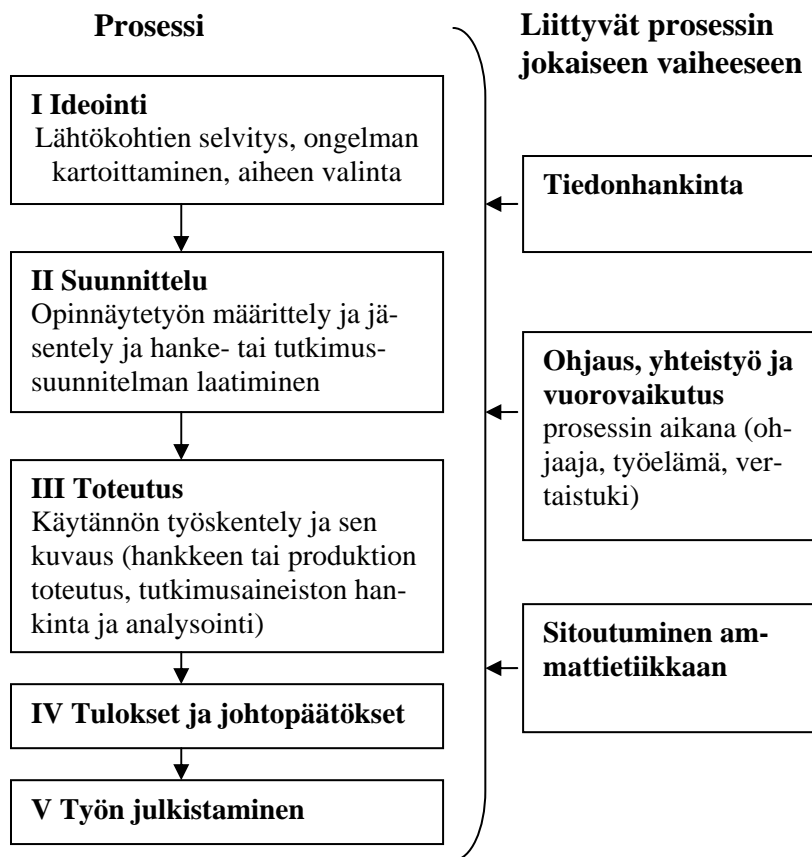 Prosessi
I Ideointi
Lähtökohtien selvitys, ongelman
kartoittaminen, aiheen valinta
II Suunnittelu
Opinnäytetyön määrittely ja jä-
sentely ja hanke- tai tutkimus-
suunnitelman laatiminen
III Toteutus
Käytännön työskentely ja sen
kuvaus (hankkeen tai produktion
toteutus, tutkimusaineiston han-
kinta ja analysointi)
IV Tulokset ja johtopäätökset
V Työn julkistaminen
Liittyvät prosessin
jokaiseen vaiheeseen
Tiedonhankinta
Ohjaus, yhteistyö ja
vuorovaikutus
prosessin aikana (oh-
jaaja, työelämä, ver-
taistuki)
Sitoutuminen am-
mattietiikkaan